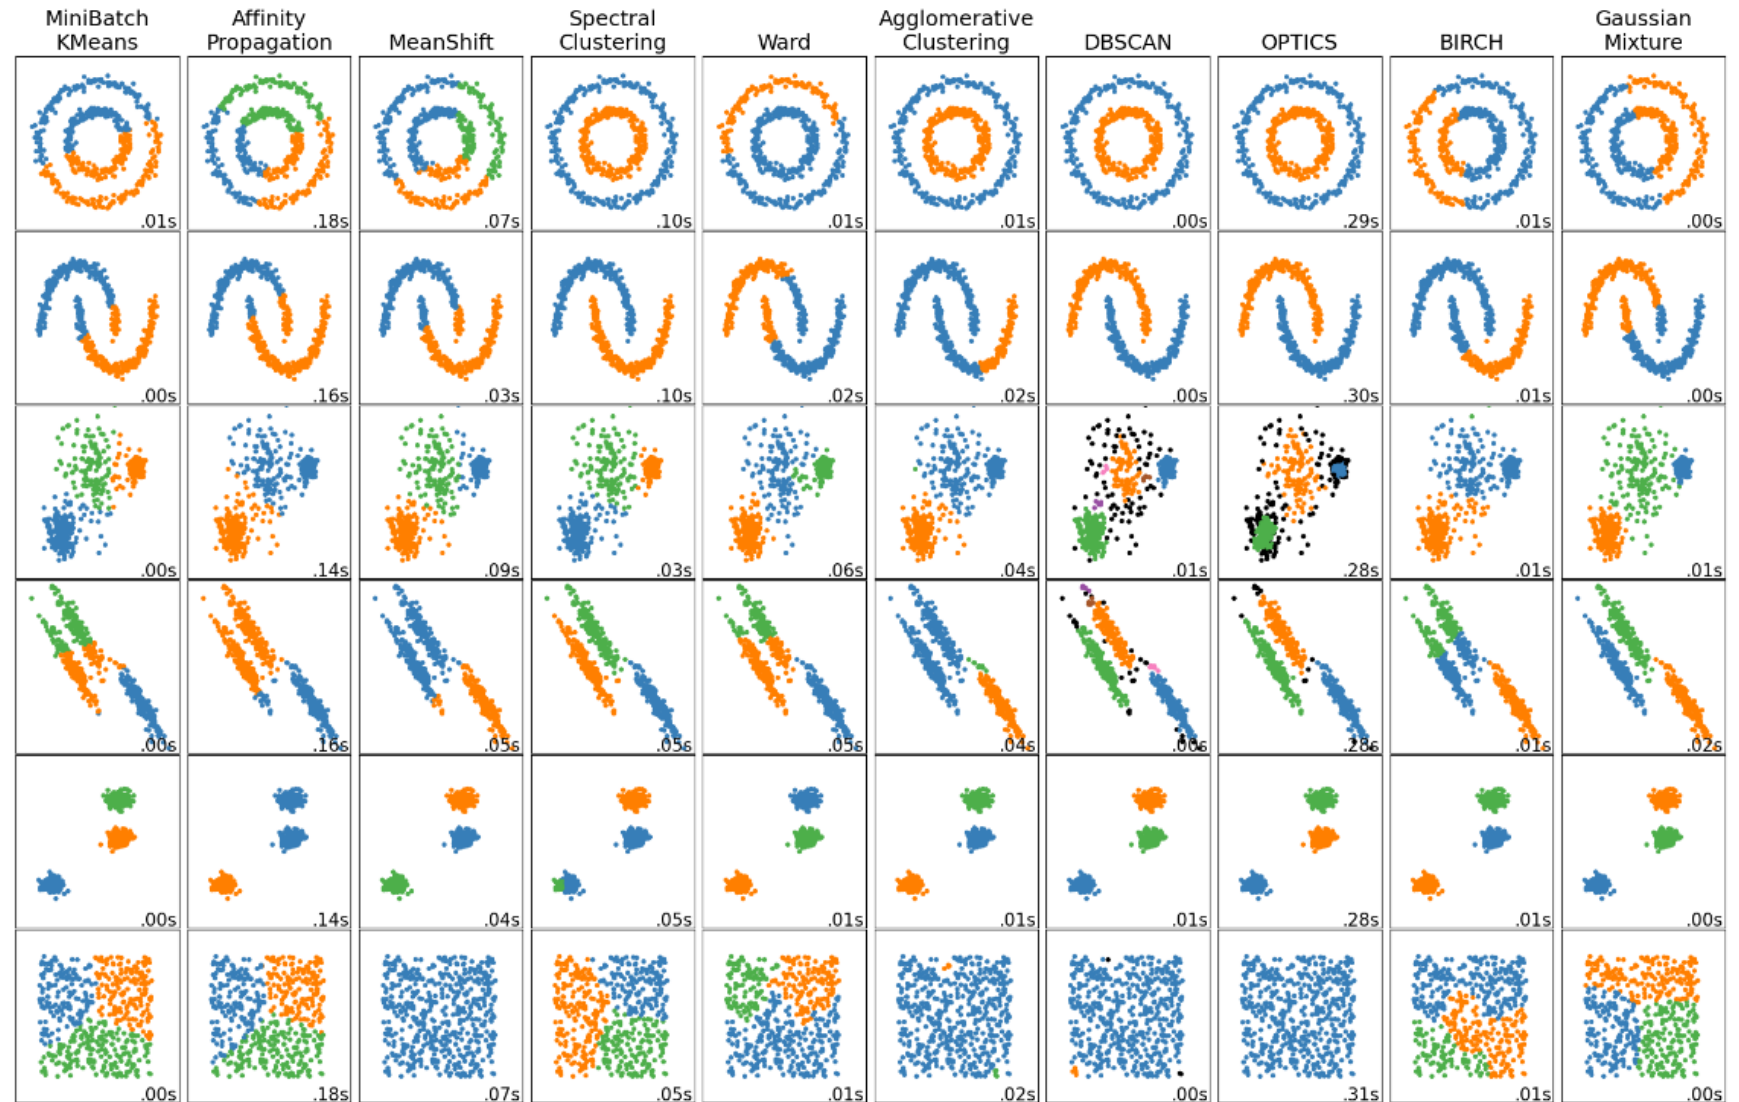 MiniBatch
KMeans
Affinity
Propagation
MeanShift
Spectral
Clustering
Ward
Agglomerative
Clustering
DBSCAN
OPTICS
BIRCH
Gaussian
Mixture
.01s
.18s
.07s
.10s
.01s
.01s
.00s
.29s
.01s
.00s
.00s
.16s
.03s
.10s
.02s
.02s
.00s
.30s
.01s
.00s
.00s
.14s
.09s
.03s
.06s
.04s
.01s
.28s
.01s
.01s
.00s
.16s
.05s
.05s
.05s
.04s
.00s
.28s
.01s
.02s
.00s
.14s
.04s
.05s
.01s
.01s
.01s
.28s
.01s
.00s
.00s
.18s
.07s
.05s
.01s
.02s
.00s
.31s
.01s
.00s